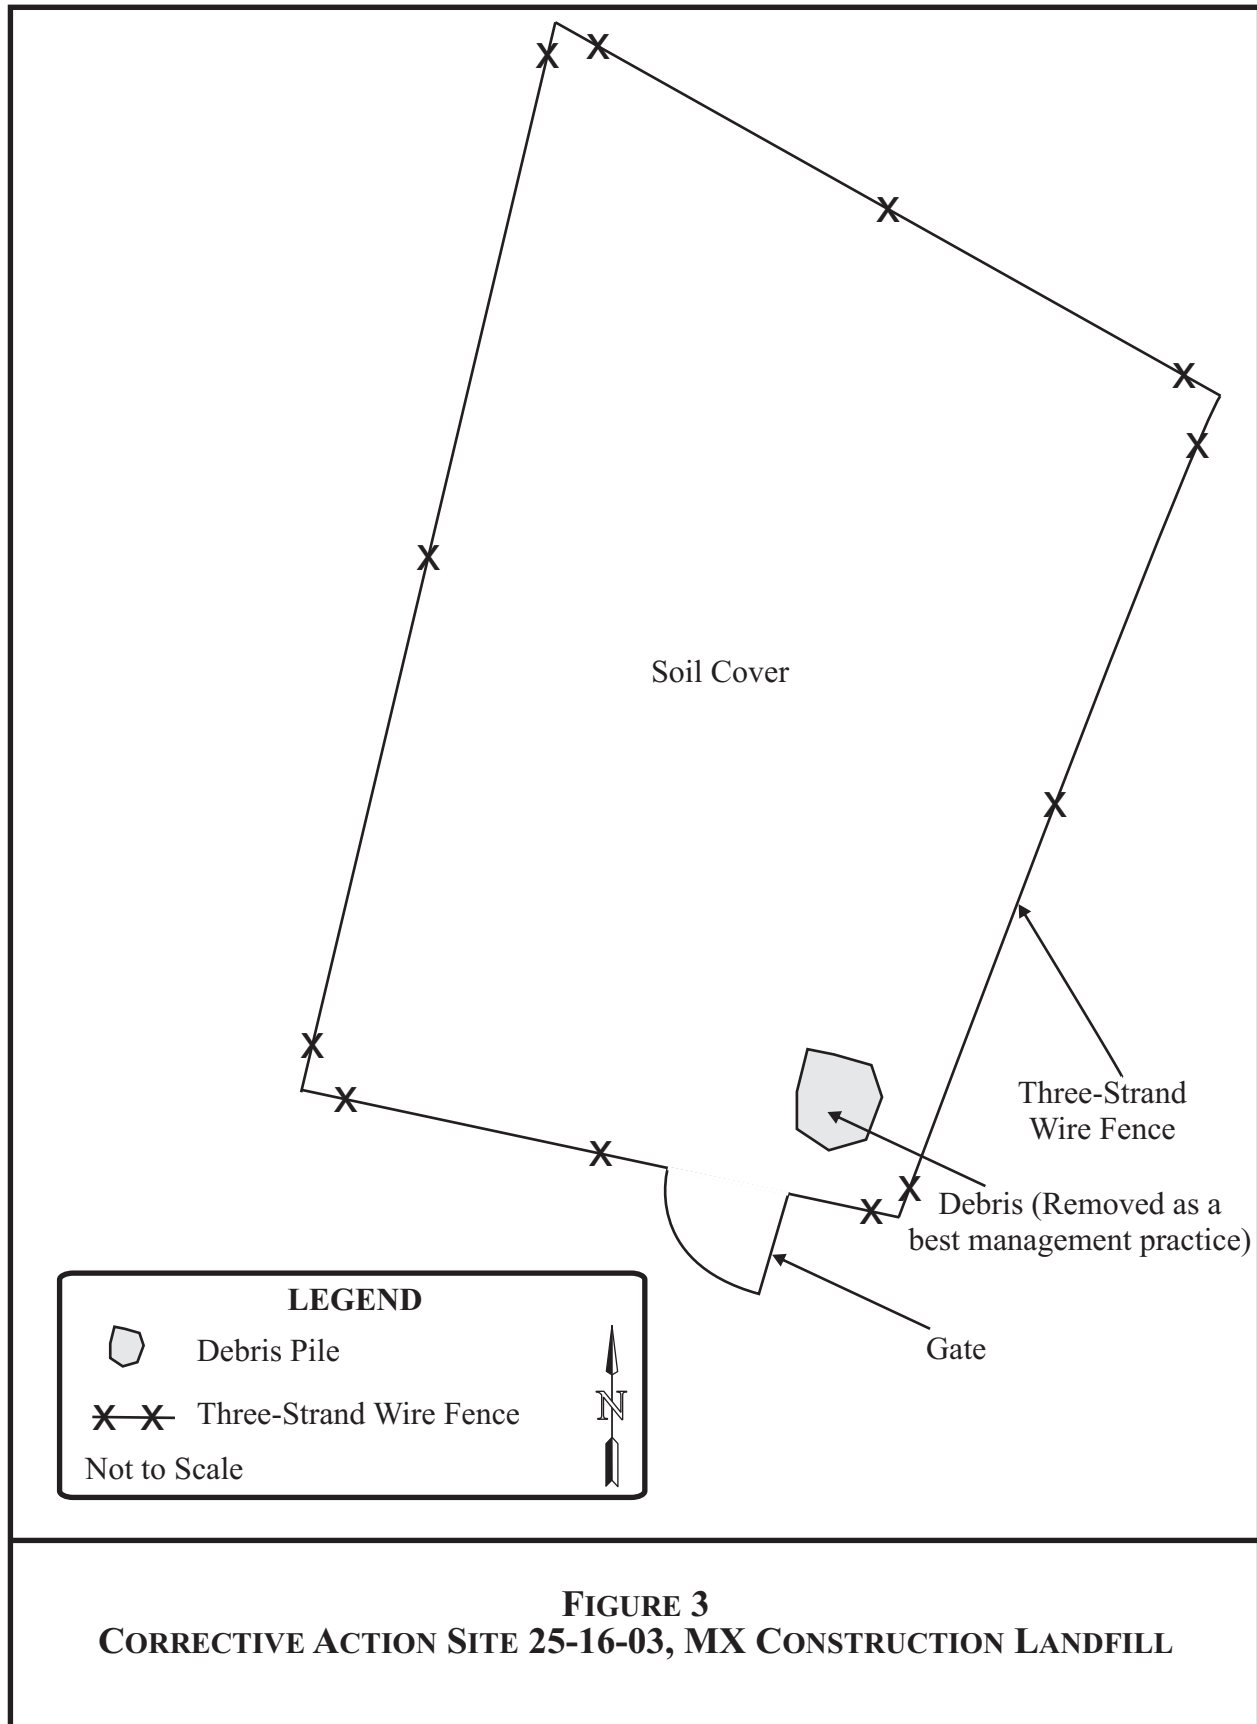 Soil Cover
Three-Strand
Wire Fence
Debris (Removed as a
best management practice)
Gate
LEGEND
Debris Pile
X X Three-Strand Wire Fence
N
Not to Scale
FIGURE 3
CORRECTIVE ACTION SITE 25-16-03, MX CONSTRUCTION LANDFILL